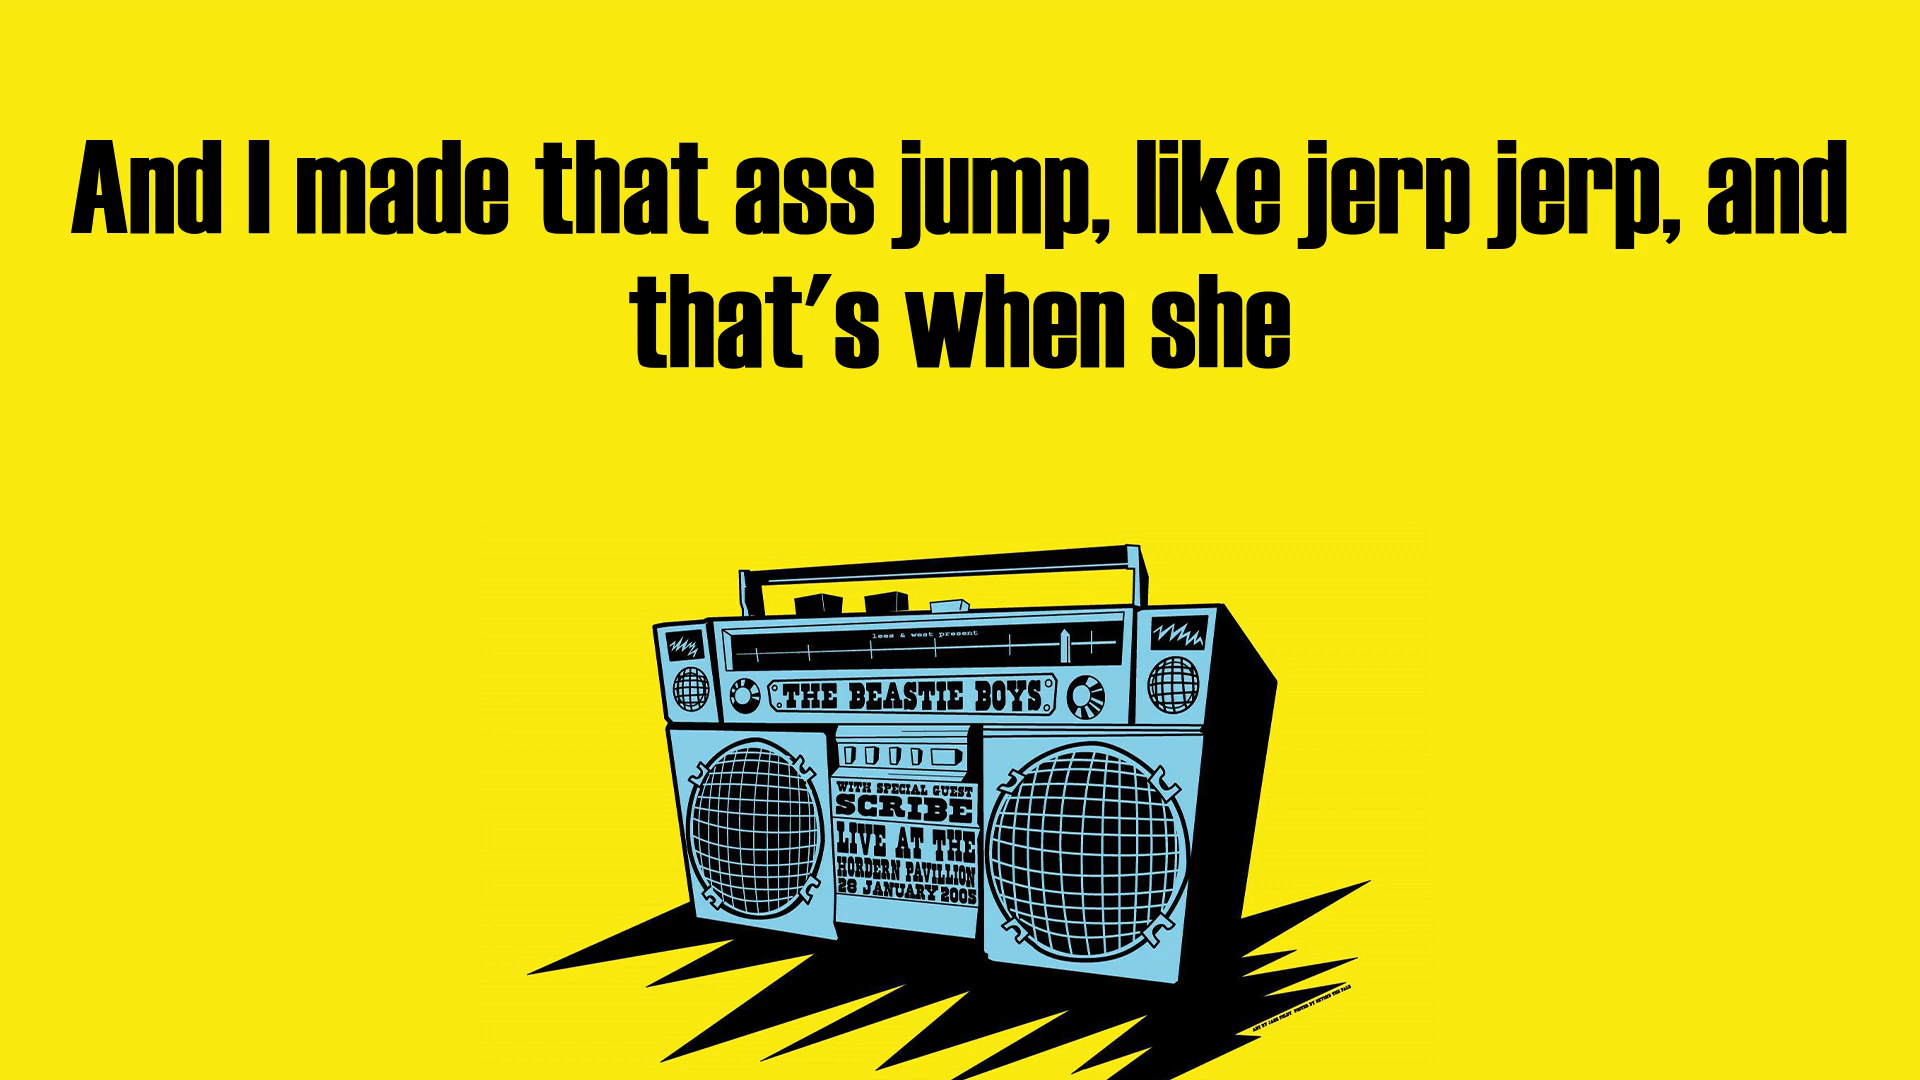 And I made that ass jump, like jerp jerp, and
that's when she
lees & west present
THE BEASTIE BOYS
WITH SPECIAL GUEST
SCRIBE
LIVE AT THE
HORDERN PAVILLION
28 JANUARY 2005